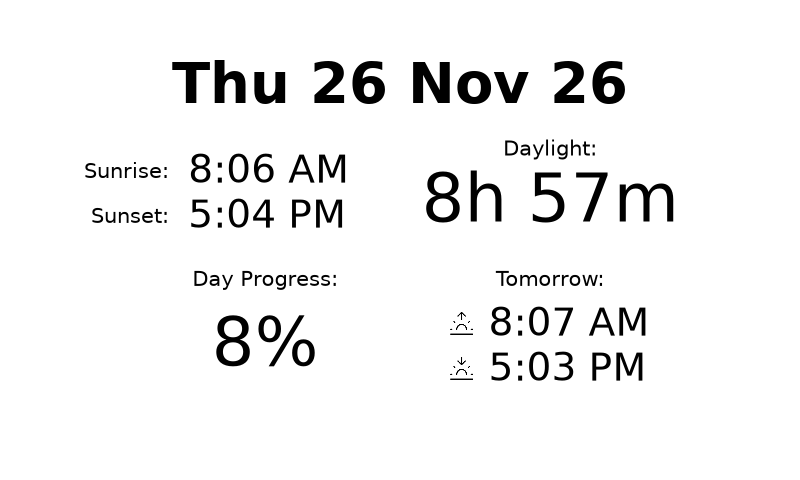 Thu 26 Nov 26
Sunrise: 8:06 AM
Sunset: 5:04 PM
Daylight:
8h 57m
Day Progress:
8%
Tomorrow:
8:07 AM
5:03 PM